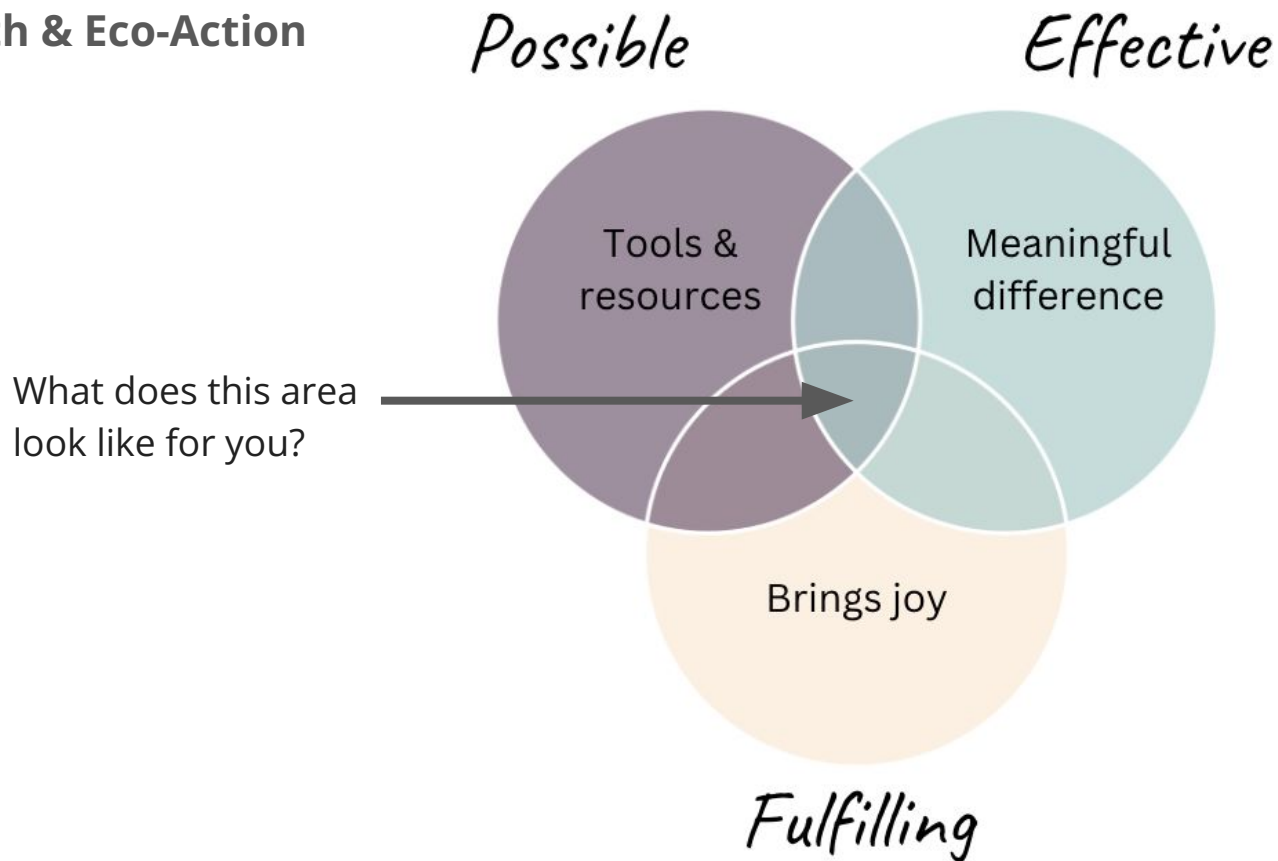 & Eco-Action
Possible
Effective
Tools &
resources
Meaningful
difference
What does this area
look like for you?
Brings joy
Fulfilling